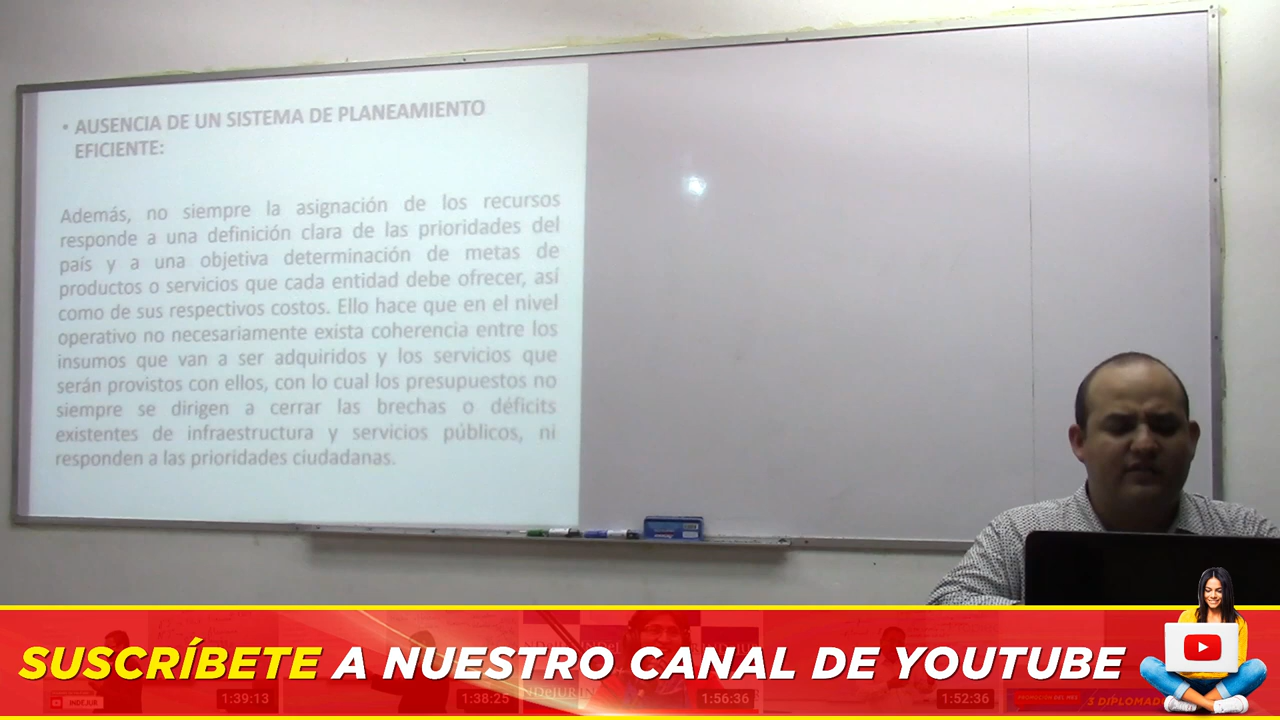 • AUSENCIA DE UN SISTEMA DE PLANEAMIENTO
EFICIENTE:
Además, no siempre la asignación de los recursos
responde a una definición clara de las prioridades del
país y a una objetiva determinación de metas de
productos o servicios que cada entidad debe ofrecer, así
como de sus respectivos costos. Ello hace que en el nivel
operativo no necesariamente exista coherencia entre los
insumos que van a ser adquiridos y los servicios que
serán provistos con ellos, con lo cual los presupuestos no
siempre se dirigen a cerrar las brechas o déficits
existentes de infraestructura y servicios públicos, ni
responden a las prioridades ciudadanas.
SUSCRÍBETE A NUESTRO CANAL DE YOUTUBE
1:39:13
1:38:25
1:56:36
1:52:36
INDEJUR
3 DIPLOMADO